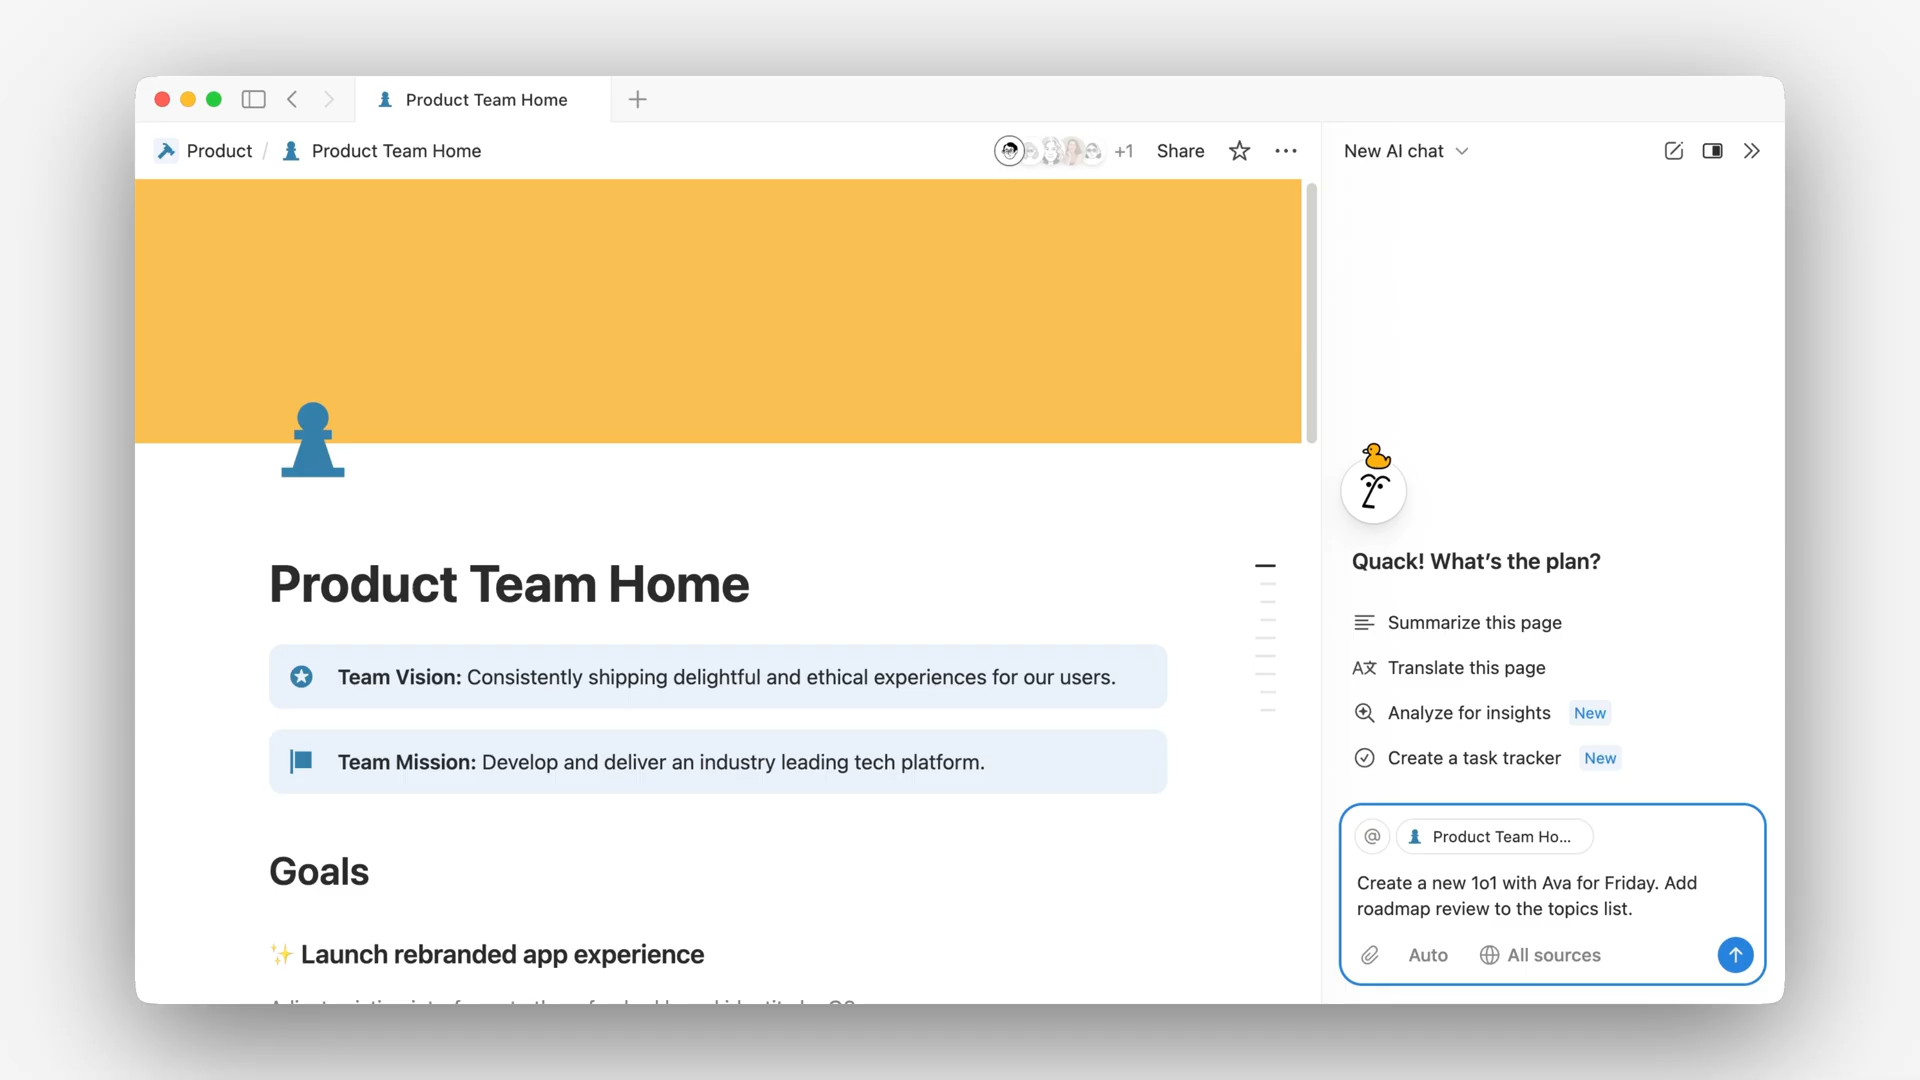 Product Team Home
Product / Product Team Home
+1 Share
New AI chat
Product Team Home
Team Vision: Consistently shipping delightful and ethical experiences for our users.
Team Mission: Develop and deliver an industry leading tech platform.
Goals
✨ Launch rebranded app experience
Quack! What’s the plan?
Summarize this page
Translate this page
Analyze for insights New
Create a task tracker New
@ Product Team Ho...
Create a new 1o1 with Ava for Friday. Add
roadmap review to the topics list.
Auto All sources